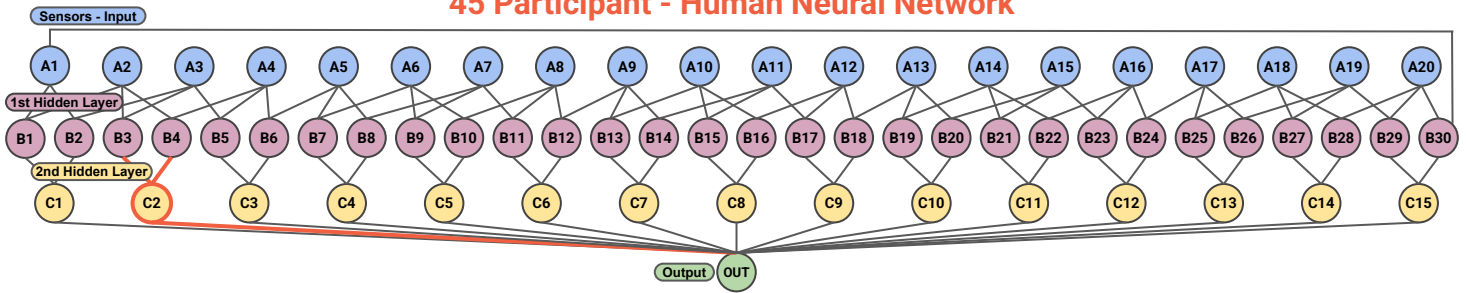 45 Participant - Human Neural Network
Sensors - Input
A1 A2 A3 A4 A5 A6 A7 A8 A9 A10 A11 A12 A13 A14 A15 A16 A17 A18 A19 A20
1st Hidden Layer
B1 B2 B3 B4 B5 B6 B7 B8 B9 B10 B11 B12 B13 B14 B15 B16 B17 B18 B19 B20 B21 B22 B23 B24 B25 B26 B27 B28 B29 B30
2nd Hidden Layer
C1 C2 C3 C4 C5 C6 C7 C8 C9 C10 C11 C12 C13 C14 C15
Output OUT